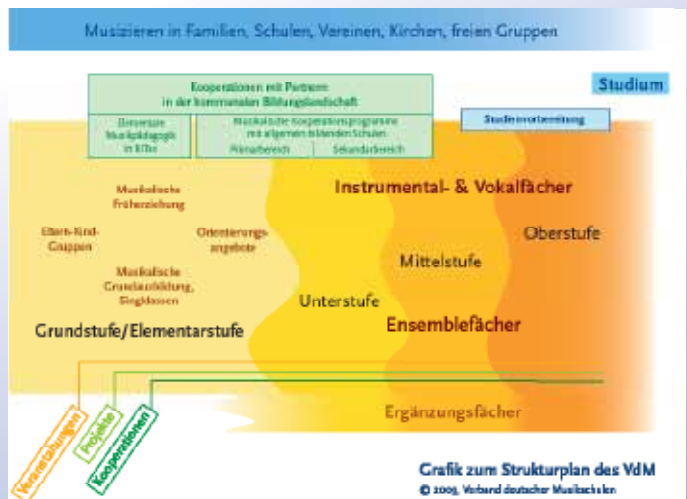 Musizieren in Familien, Schulen, Vereinen, Kirchen, freien Gruppen
Studium
Kooperationen mit Partnern
in der kommunalen Bildungslandschaft
Elementare
Musikpädagogik
in KiTas
Musikalische Kooperationsprogramme
mit allgemein bildenden Schulen
Primarbereich
Sekundarbereich
Studienvorbereitung
Musikalische
Früherziehung
Instrumental- & Vokalfächer
Eltern-Kind-
Gruppen
Orientierungs-
angebote
Oberstufe
Mittelstufe
Musikalische
Grundausbildung,
Singklassen
Unterstufe
Grundstufe/Elementarstufe
Ensemblefächer
Veranstaltungen
Projekte
Kooperationen
Ergänzungsfächer
Grafik zum Strukturplan des VdM
© 2009, Verband deutscher Musikschulen